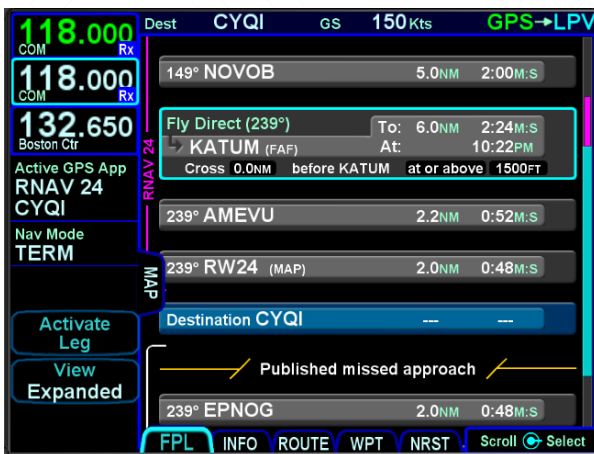 118.000
COM Rx
118.000
COM Rx
132.650
Boston Ctr
Active GPS App
RNAV 24
CYQI
Nav Mode
TERM
Activate
Leg
View
Expanded
Dest CYQI GS 150 Kts GPS→LPV
RNAV 24
MAP
149° NOVOB 5.0NM 2:00M:S
Fly Direct (239°) To: 6.0NM 2:24M:S
KATUM (FAF) At: 10:22PM
Cross 0.0NM before KATUM at or above 1500FT
239° AMEVU 2.2NM 0:52M:S
239° RW24 (MAP) 2.0NM 0:48M:S
Destination CYQI --- ---
Published missed approach
239° EPNOG 2.0NM 0:48M:S
FPL INFO ROUTE WPT NRST Scroll Select